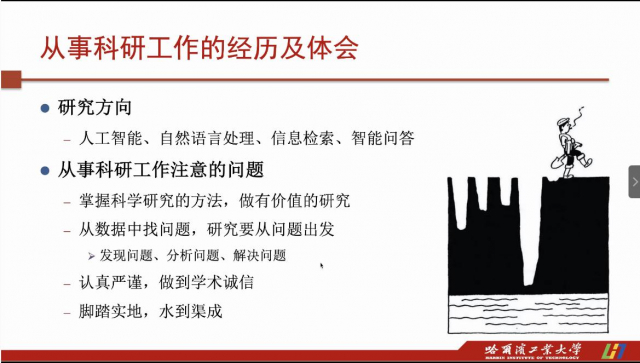 从事科研工作的经历及体会
研究方向
– 人工智能、自然语言处理、信息检索、智能问答
从事科研工作注意的问题
– 掌握科学研究的方法，做有价值的研究
– 从数据中找问题，研究要从问题出发
➢ 发现问题、分析问题、解决问题
– 认真严谨，做到学术诚信
– 脚踏实地，水到渠成
哈尔滨工业大学
HARBIN INSTITUTE OF TECHNOLOGY